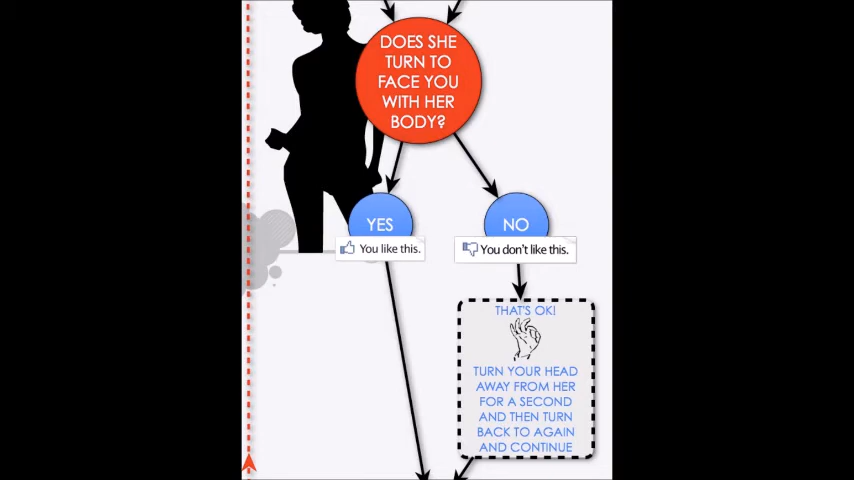 DOES SHE
TURN TO
FACE YOU
WITH HER
BODY?
YES
You like this.
NO
You don't like this.
THAT'S OK!
TURN YOUR HEAD
AWAY FROM HER
FOR A SECOND
AND THEN TURN
BACK TO AGAIN
AND CONTINUE